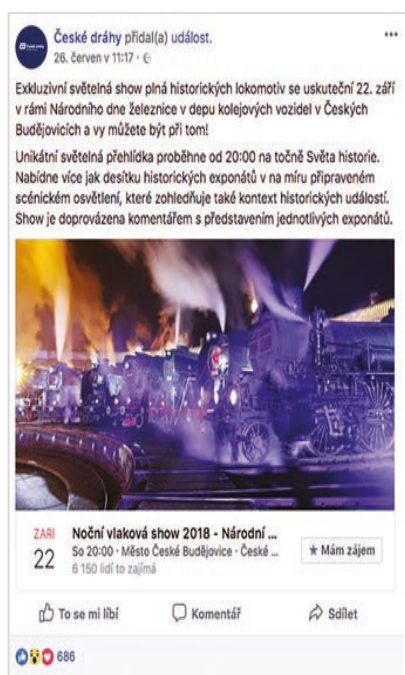 České dráhy přidal(a) událost.
26. červen v 11:17 ·
Exkluzivní světelná show plná historických lokomotiv se uskuteční 22. září
v rámi Národního dne železnice v depu kolejových vozidel v Českých
Budějovicích a vy můžete být při tom!
Unikátní světelná přehlídka proběhne od 20:00 na točně Světa historie.
Nabídne více jak desítku historických exponátů v na míru připraveném
scénickém osvětlení, které zohledňuje také kontext historických událostí.
Show je doprovázena komentářem s představením jednotlivých exponátů.
ZÁŘÍ
22
Noční vlaková show 2018 - Národní ...
So 20:00 · Město České Budějovice · České ...
6 150 lidí to zajímá
★ Mám zájem
To se mi líbí
Komentář
Sdílet
686